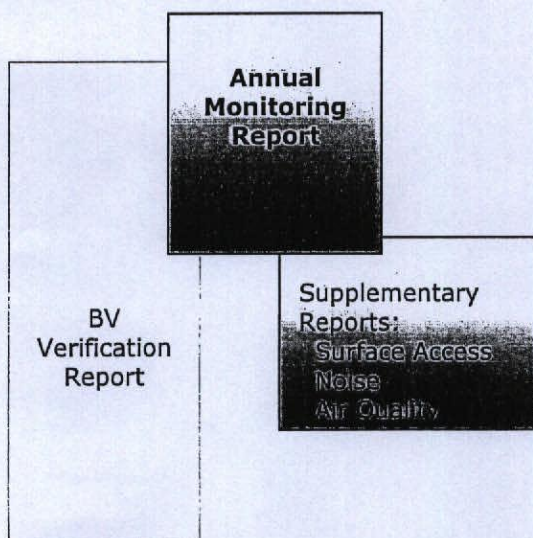 Annual
Monitoring
Report
BV
Verification
Report
Supplementary
Reports:
Surface Access
Noise
Air Quality